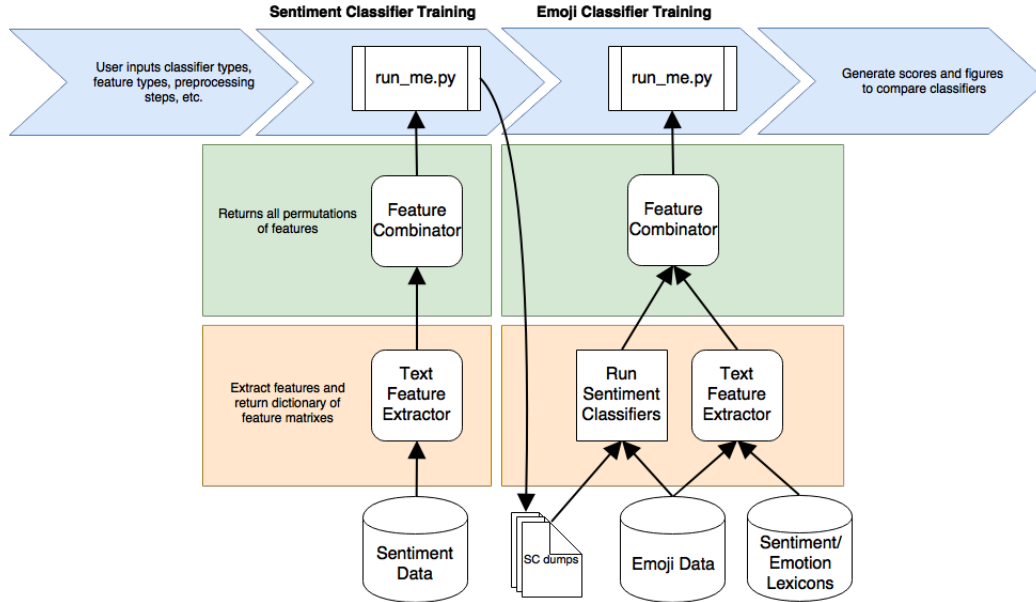 Sentiment Classifier Training
Emoji Classifier Training
User inputs classifier types,
feature types, preprocessing
steps, etc.
run_me.py
run_me.py
Generate scores and figures
to compare classifiers
Returns all permutations
of features
Feature
Combinator
Feature
Combinator
Extract features and
return dictionary of
feature matrixes
Text
Feature
Extractor
Run
Sentiment
Classifiers
Text
Feature
Extractor
Sentiment
Data
SC dumps
Emoji Data
Sentiment/
Emotion
Lexicons